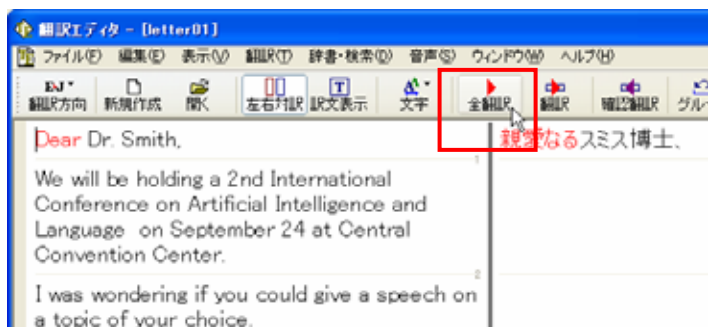 翻訳エディタ - [letter01]
ファイル(F) 編集(E) 表示(V) 翻訳(T) 辞書・検索(D) 音声(S) ウィンドウ(W) ヘルプ(H)
翻訳方向 新規作成 開く 左右対訳 訳文表示 文字 全翻訳 翻訳 確認翻訳
Dear Dr. Smith,
親愛なるスミス博士、
1
We will be holding a 2nd International
Conference on Artificial Intelligence and
Language on September 24 at Central
Convention Center.
2
I was wondering if you could give a speech on
a topic of your choice.